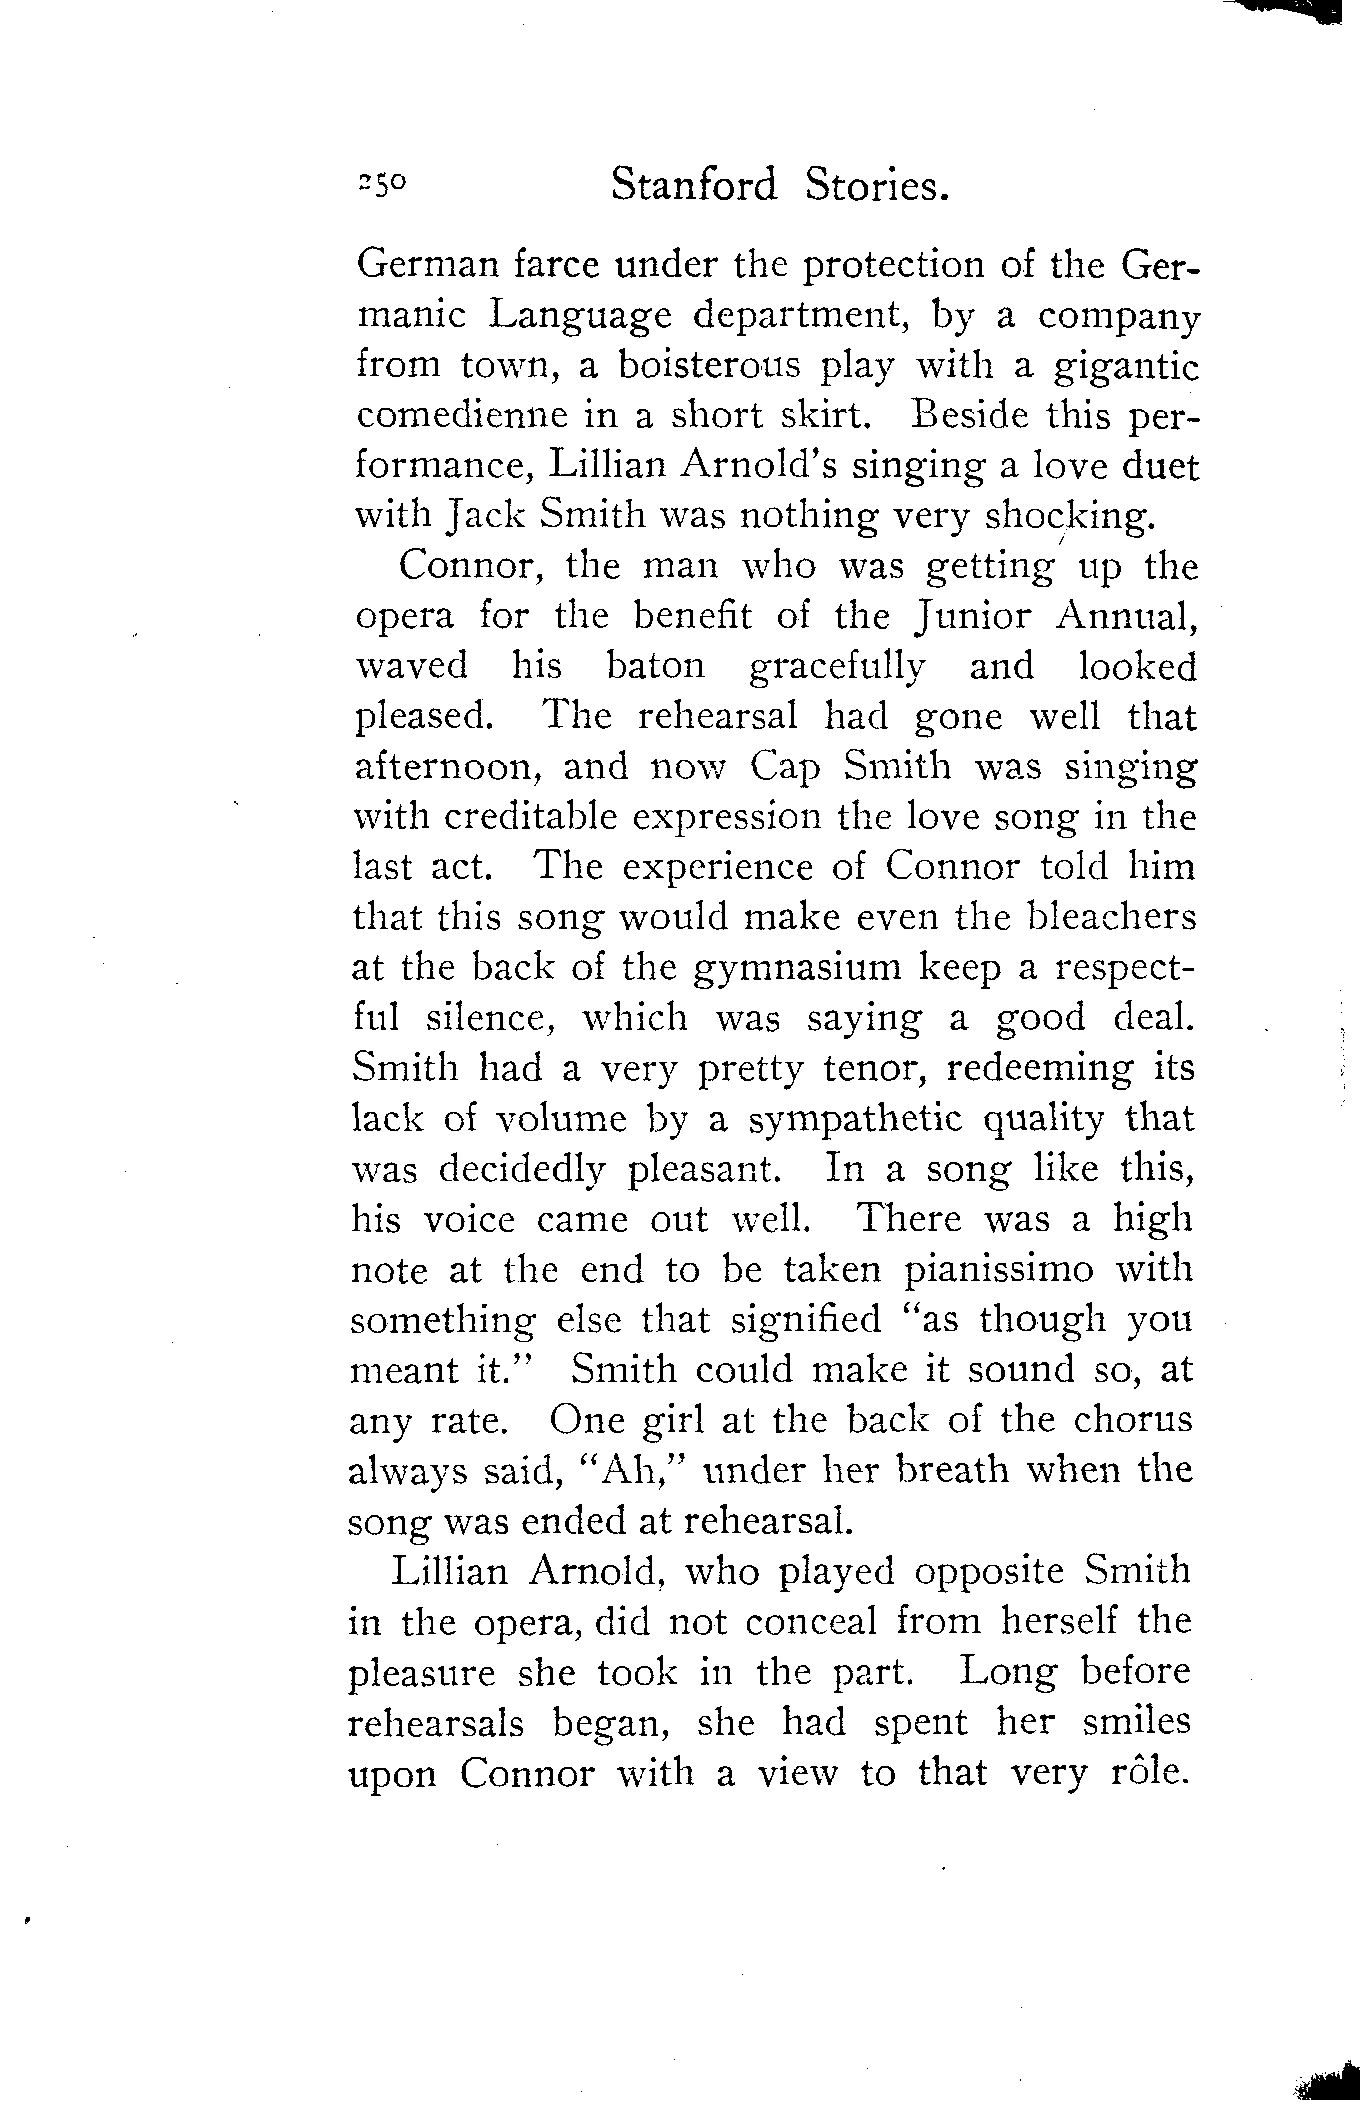 250 Stanford Stories.
German farce under the protection of the Ger-
manic Language department, by a company
from town, a boisterous play with a gigantic
comedienne in a short skirt. Beside this per-
formance, Lillian Arnold's singing a love duet
with Jack Smith was nothing very shocking.
Connor, the man who was getting up the
opera for the benefit of the Junior Annual,
waved his baton gracefully and looked
pleased. The rehearsal had gone well that
afternoon, and now Cap Smith was singing
with creditable expression the love song in the
last act. The experience of Connor told him
that this song would make even the bleachers
at the back of the gymnasium keep a respect-
ful silence, which was saying a good deal.
Smith had a very pretty tenor, redeeming its
lack of volume by a sympathetic quality that
was decidedly pleasant. In a song like this,
his voice came out well. There was a high
note at the end to be taken pianissimo with
something else that signified "as though you
meant it." Smith could make it sound so, at
any rate. One girl at the back of the chorus
always said, "Ah," under her breath when the
song was ended at rehearsal.
Lillian Arnold, who played opposite Smith
in the opera, did not conceal from herself the
pleasure she took in the part. Long before
rehearsals began, she had spent her smiles
upon Connor with a view to that very rôle.